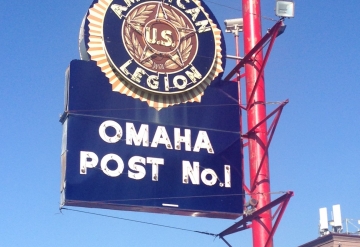 AMERICAN
U.S.
LEGION
OMAHA
POST No.1